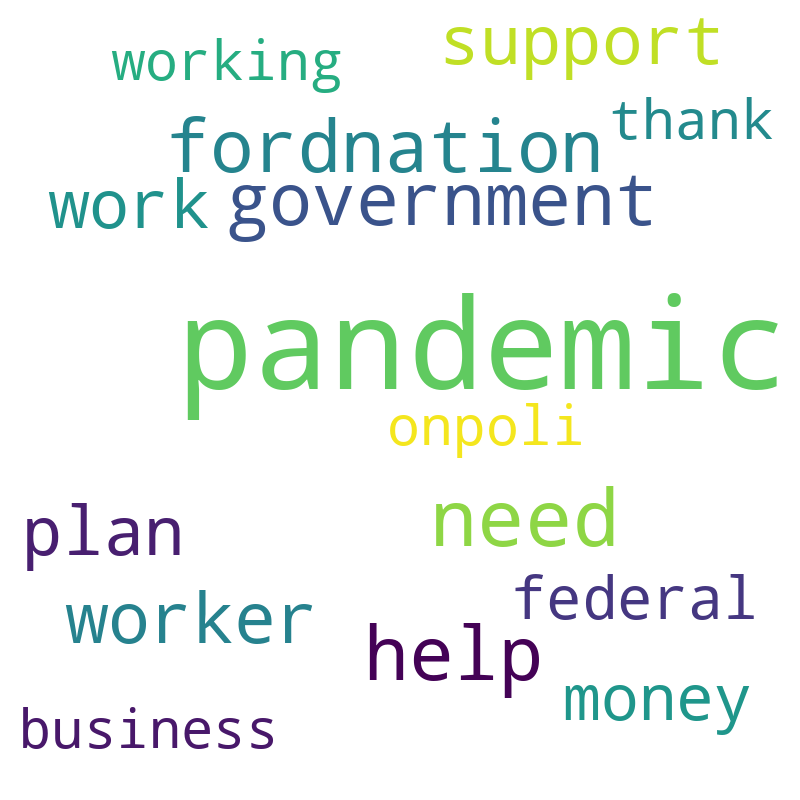 support
working
thank
fordnation
work government
pandemic
onpoli
need
plan
federal
worker
help
money
business